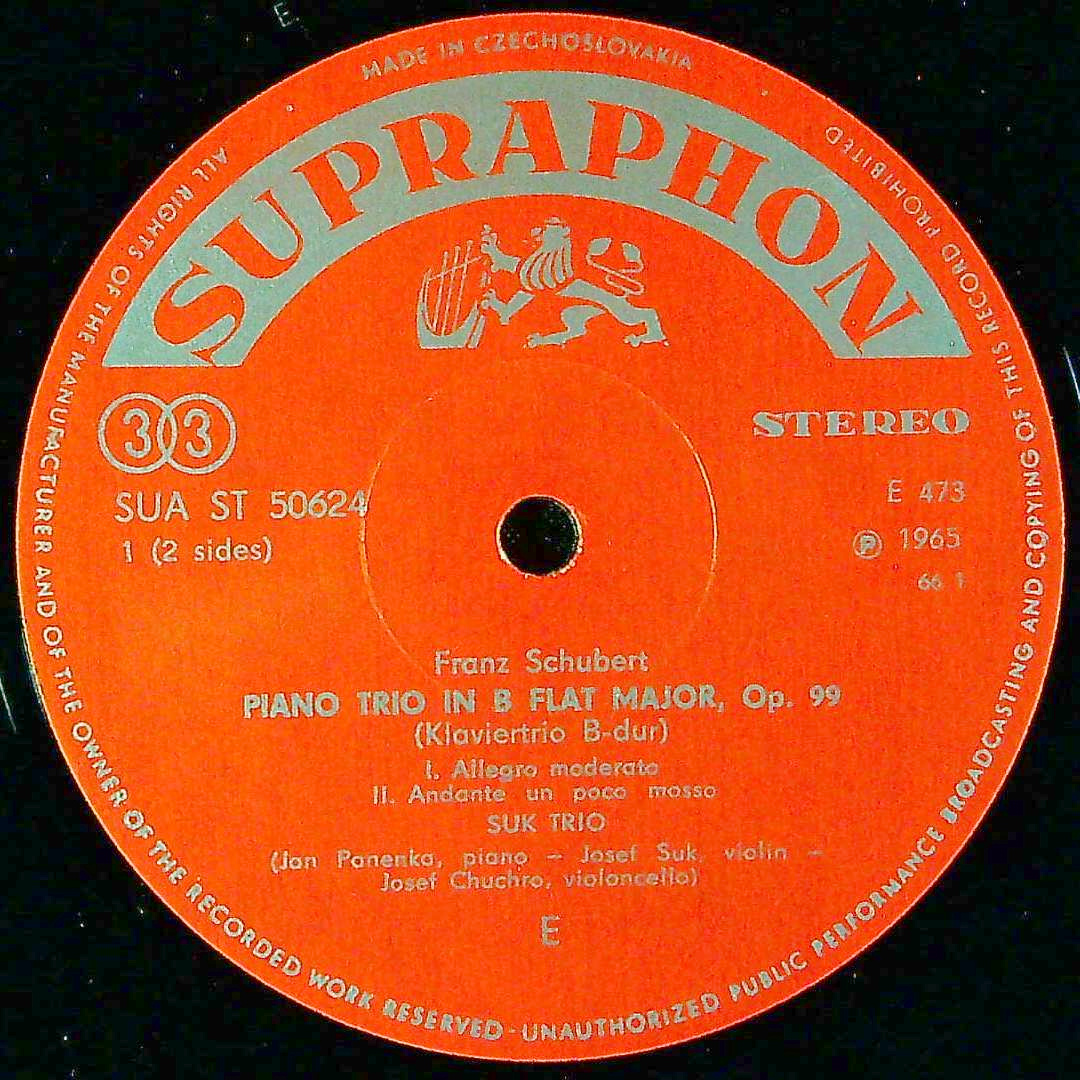 E
MADE IN CZECHOSLOVAKIA
SUPRAPHON
33
STEREO
SUA ST 50624
E 473
1 (2 sides)
℗ 1965
66 1
Franz Schubert
PIANO TRIO IN B FLAT MAJOR, Op. 99
(Klaviertrio B-dur)
I. Allegro moderato
II. Andante un poco mosso
SUK TRIO
(Jan Panenka, piano – Josef Suk, violin –
Josef Chuchro, violoncello)
E
ALL RIGHTS OF THE MANUFACTURER AND OF THE OWNER OF THE RECORDED WORK RESERVED · UNAUTHORIZED PUBLIC PERFORMANCE BROADCASTING AND COPYING OF THIS RECORD PROHIBITED